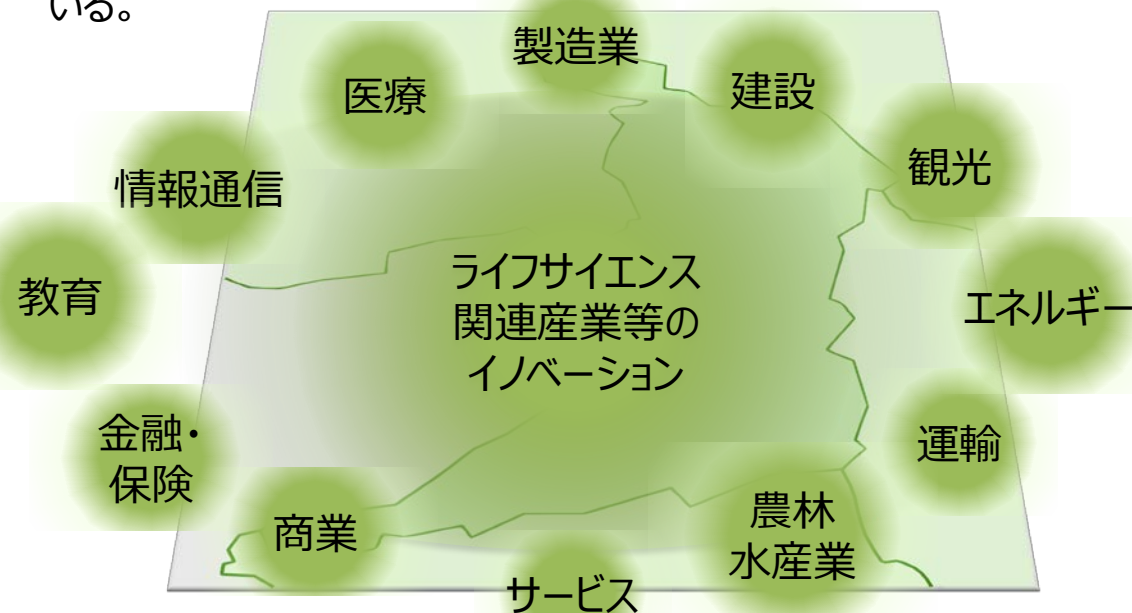 いる。
製造業
医療
建設
観光
情報通信
教育
ライフサイエンス
関連産業等の
イノベーション
エネルギー
金融・
保険
運輸
商業
農林
水産業
サービス